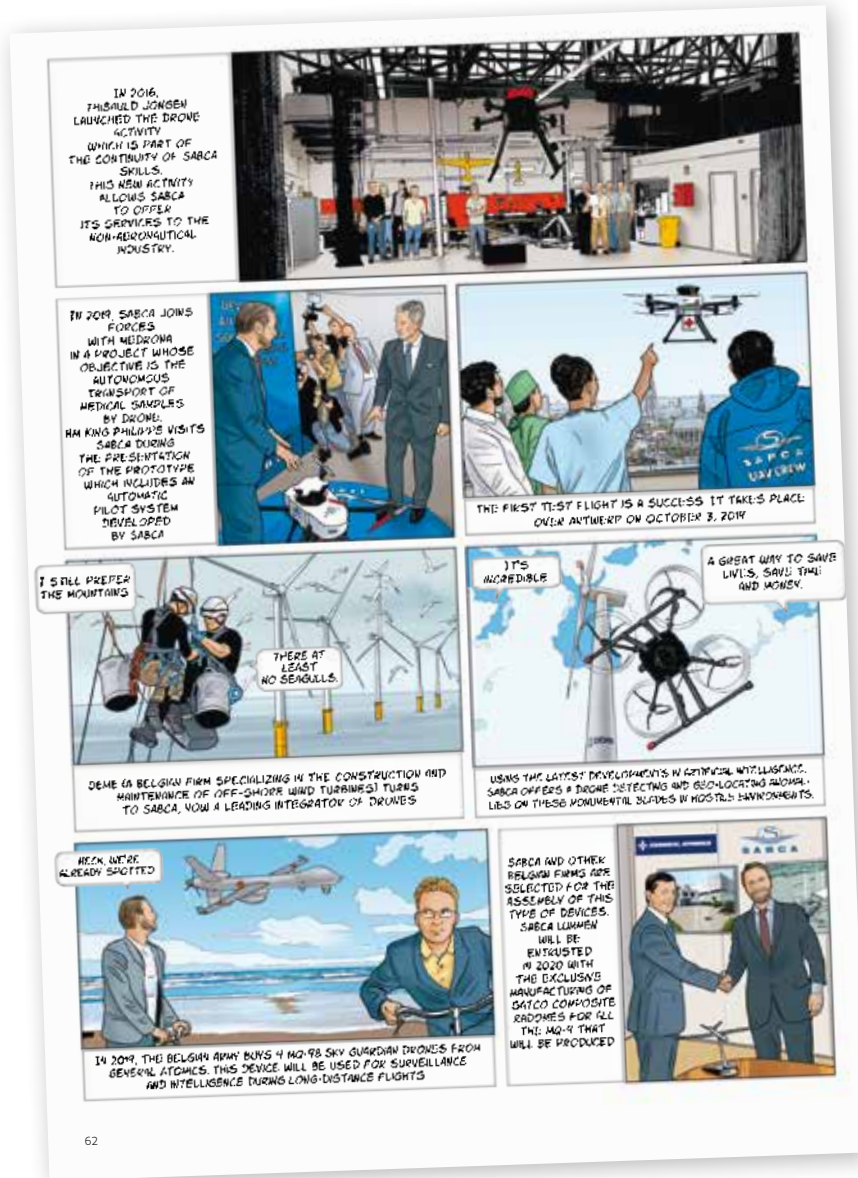 IN 2016,
THIBAULD JONGEN
LAUNCHED THE DRONE
ACTIVITY
WHICH IS PART OF
THE CONTINUITY OF SABCA
SKILLS.
THIS NEW ACTIVITY
ALLOWS SABCA
TO OFFER
ITS SERVICES TO THE
NON-AERONAUTICAL
INDUSTRY.
IN 2019, SABCA JOINS
FORCES
WITH HELICUS
IN A PROJECT WHOSE
OBJECTIVE IS THE
AUTONOMOUS
TRANSPORT OF
MEDICAL SAMPLES
BY DRONE.
HM KING PHILIPPE VISITS
SABCA DURING
THE PRESENTATION
OF THE PROTOTYPE
WHICH INCLUDES AN
AUTOMATIC
PILOT SYSTEM
DEVELOPED
BY SABCA
SABCA
UAV CREW
THE FIRST TEST FLIGHT IS A SUCCESS. IT TAKES PLACE
OVER ANTWERP ON OCTOBER 3, 2019
I STILL PREFER
THE MOUNTAINS
THERE AT
LEAST
NO SEAGULLS.
DEME (A BELGIAN FIRM SPECIALIZING IN THE CONSTRUCTION AND
MAINTENANCE OF OFF-SHORE WIND TURBINES) TURNS
TO SABCA, NOW A LEADING INTEGRATOR OF DRONES
IT'S
INCREDIBLE
A GREAT WAY TO SAVE
LIVES, SAVE TIME
AND MONEY.
USING THE LATEST DEVELOPMENTS IN ARTIFICIAL INTELLIGENCE,
SABCA OFFERS A DRONE DETECTING AND GEO-LOCATING ANOMA-
LIES ON THESE MONUMENTAL BLADES IN HOSTILE ENVIRONMENTS.
HECK, WE'RE
ALREADY SPOTTED
IN 2019, THE BELGIAN ARMY BUYS 4 MQ-9B SKY GUARDIAN DRONES FROM
GENERAL ATOMICS. THIS DEVICE WILL BE USED FOR SURVEILLANCE
AND INTELLIGENCE DURING LONG-DISTANCE FLIGHTS
GENERAL ATOMICS
SABCA
SABCA AND OTHER
BELGIAN FIRMS ARE
SELECTED FOR THE
ASSEMBLY OF THIS
TYPE OF DEVICES.
SABCA LUMMEN
WILL BE
ENTRUSTED
IN 2020 WITH
THE EXCLUSIVE
MANUFACTURING OF
SATCO COMPOSITE
RADOMES FOR ALL
THE MQ-9 THAT
WILL BE PRODUCED
62